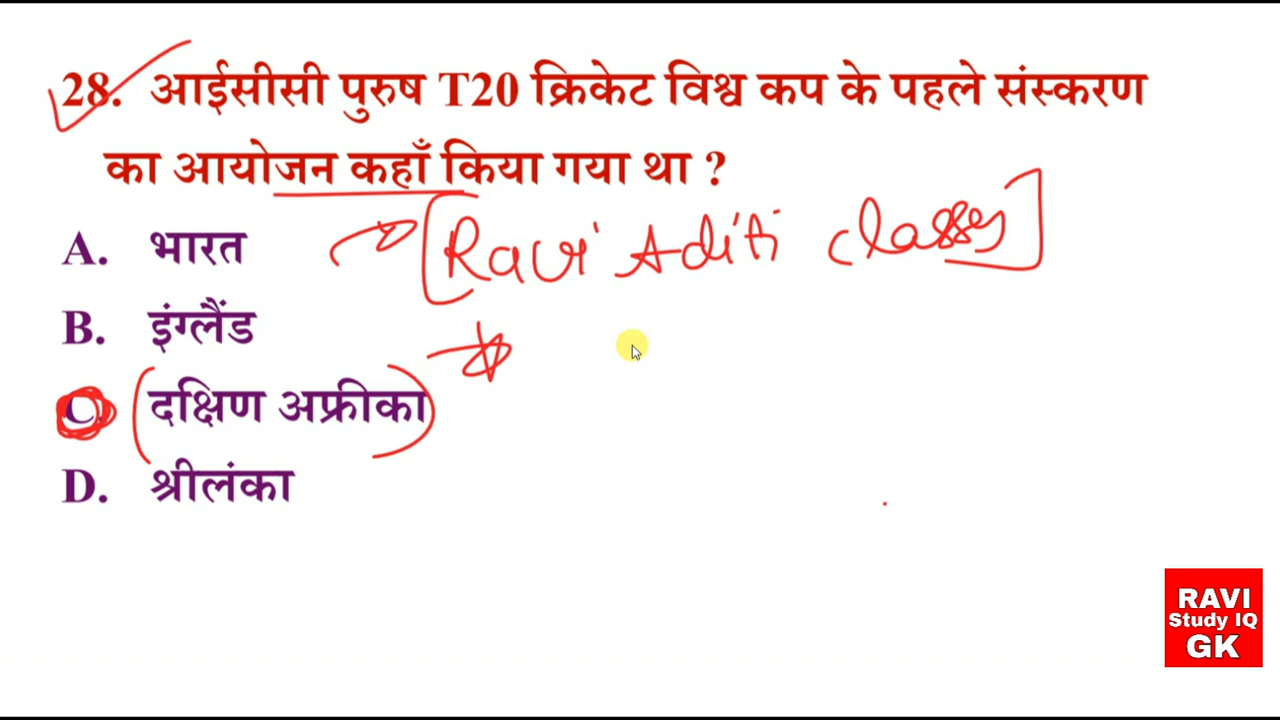 28. आईसीसी पुरुष T20 क्रिकेट विश्व कप के पहले संस्करण
का आयोजन कहाँ किया गया था ?
A. भारत
[Ravi Aditi classes]
B. इंग्लैंड
C. (दक्षिण अफ्रीका)
D. श्रीलंका
RAVI
Study IQ
GK